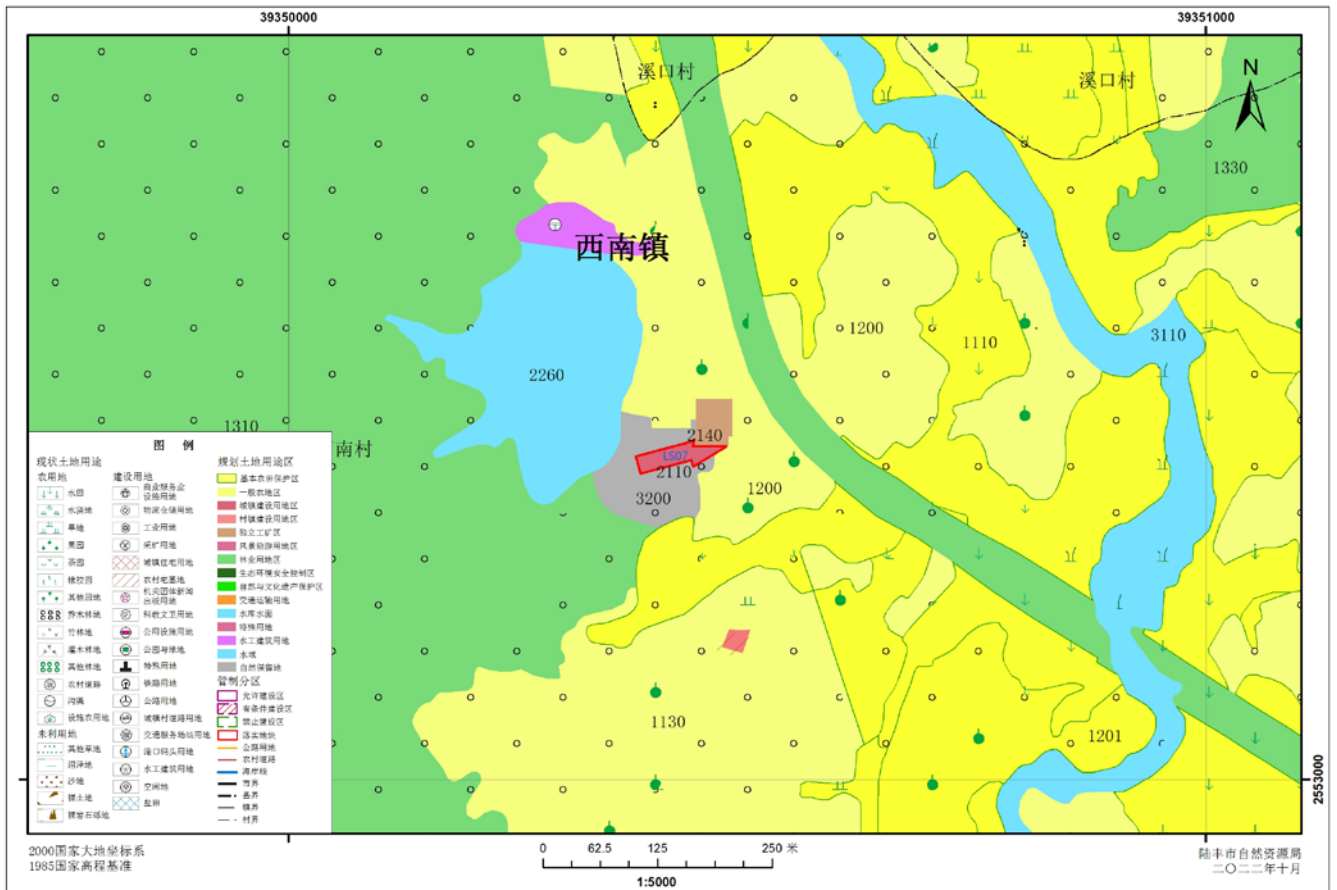 39350000
39351000
溪口村
溪口村
N
1330
西南镇
1200
1110
3110
2260
1310
南村
2140
LS07
2110
3200
1200
1130
1201
2553000
2553000
图 例
现状土地用途
农用地
水田
水浇地
旱地
果园
茶园
橡胶园
其他园地
乔木林地
竹林地
灌木林地
其他林地
农村道路
沟渠
设施农用地
未利用地
其他草地
沼泽地
沙地
裸土地
裸岩石砾地
建设用地
商业服务业
设施用地
物流仓储用地
工业用地
采矿用地
城镇住宅用地
农村宅基地
机关团体新闻
出版用地
科教文卫用地
公用设施用地
公园与绿地
特殊用地
铁路用地
公路用地
城镇村道路用地
交通服务场站用地
港口码头用地
水工建筑用地
空闲地
盐田
规划土地用途区
基本农田保护区
一般农地区
城镇建设用地区
村镇建设用地区
独立工矿区
风景旅游用地区
林业用地区
生态环境安全控制区
自然与文化遗产保护区
交通运输用地
水库水面
特殊用地
水工建筑用地
水域
自然保留地
管制分区
允许建设区
有条件建设区
禁止建设区
落实地块
公路用地
农村道路
海岸线
市界
县界
镇界
村界
2000国家大地坐标系
1985国家高程基准
0 62.5 125 250 米
1:5000
陆丰市自然资源局
二〇二二年十月